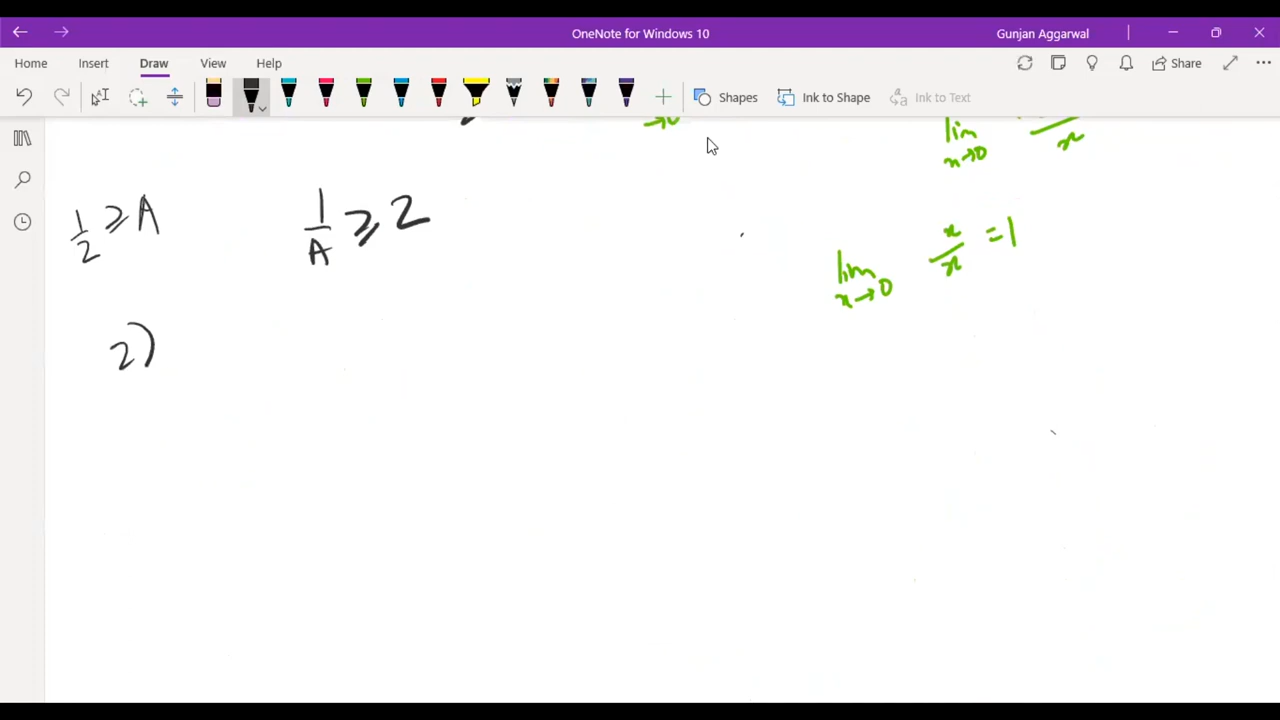 OneNote for Windows 10
Gunjan Aggarwal
Home Insert Draw View Help
Share
Shapes
Ink to Shape
Ink to Text
lim x→0
x
1/2 ≥ A
1/A ≥ 2
lim x→0 x/x = 1
2)